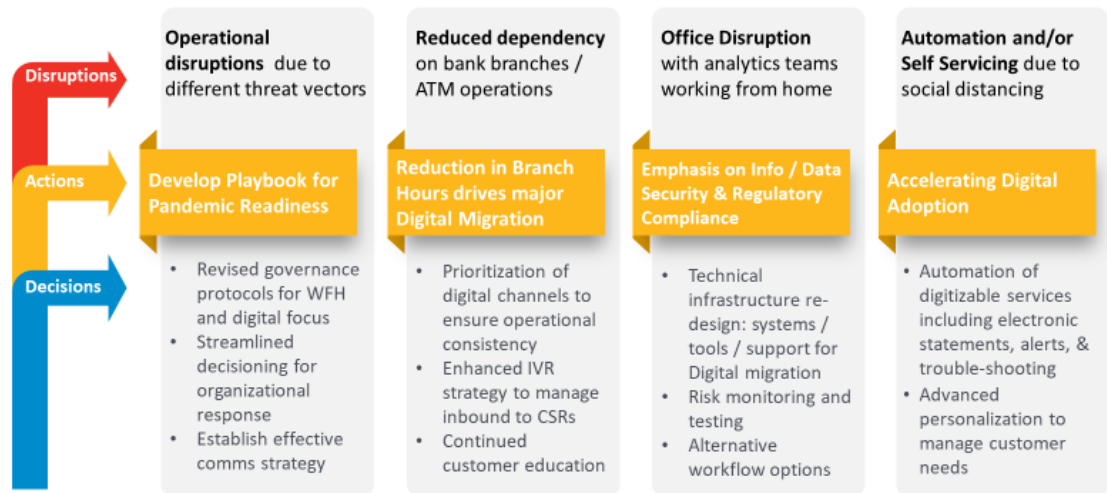 Disruptions
Operational
disruptions due to
different threat vectors
Reduced dependency
on bank branches /
ATM operations
Office Disruption
with analytics teams
working from home
Automation and/or
Self Servicing due to
social distancing
Actions
Develop Playbook for
Pandemic Readiness
Reduction in Branch
Hours drives major
Digital Migration
Emphasis on Info / Data
Security & Regulatory
Compliance
Accelerating Digital
Adoption
Decisions
• Revised governance
protocols for WFH
and digital focus
• Streamlined
decisioning for
organizational
response
• Establish effective
comms strategy
• Prioritization of
digital channels to
ensure operational
consistency
• Enhanced IVR
strategy to manage
inbound to CSRs
• Continued
customer education
• Technical
infrastructure re-
design: systems /
tools / support for
Digital migration
• Risk monitoring and
testing
• Alternative
workflow options
• Automation of
digitizable services
including electronic
statements, alerts, &
trouble-shooting
• Advanced
personalization to
manage customer
needs